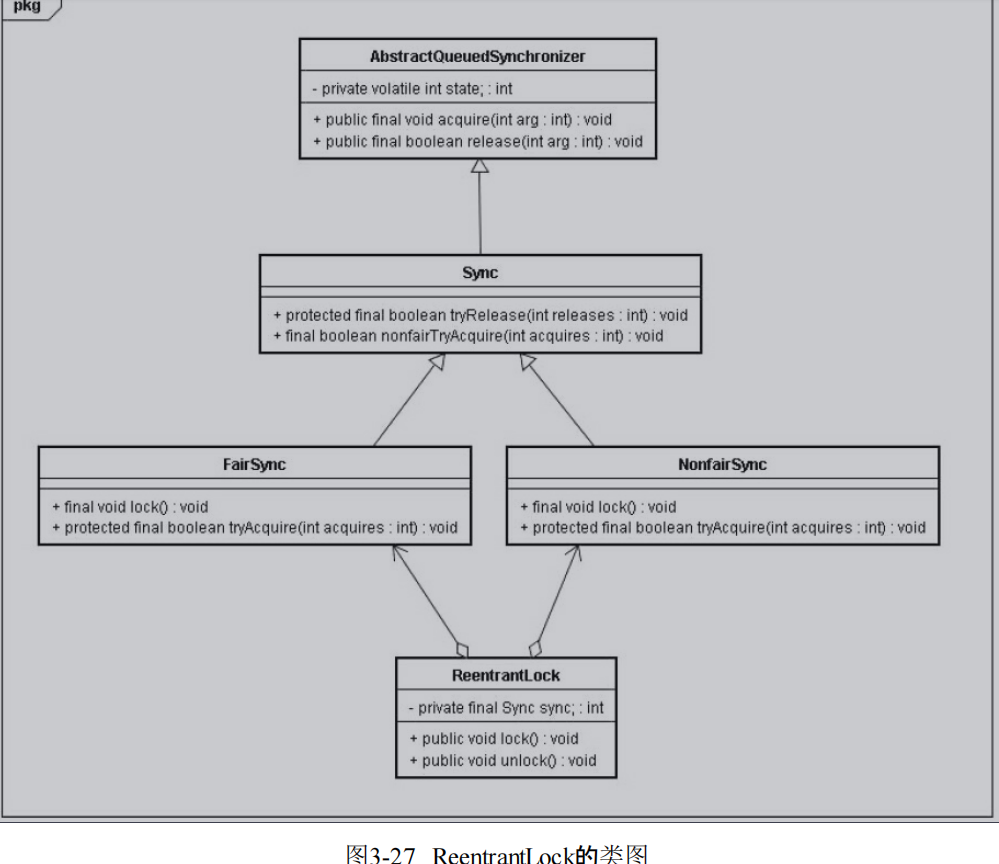 pkg
AbstractQueuedSynchronizer
- private volatile int state; : int
+ public final void acquire(int arg : int) : void
+ public final boolean release(int arg : int) : void
Sync
+ protected final boolean tryRelease(int releases : int) : void
+ final boolean nonfairTryAcquire(int acquires : int) : void
FairSync
+ final void lock() : void
+ protected final boolean tryAcquire(int acquires : int) : void
NonfairSync
+ final void lock() : void
+ protected final boolean tryAcquire(int acquires : int) : void
ReentrantLock
- private final Sync sync; : int
+ public void lock() : void
+ public void unlock() : void
图3-27 ReentrantLock的类图